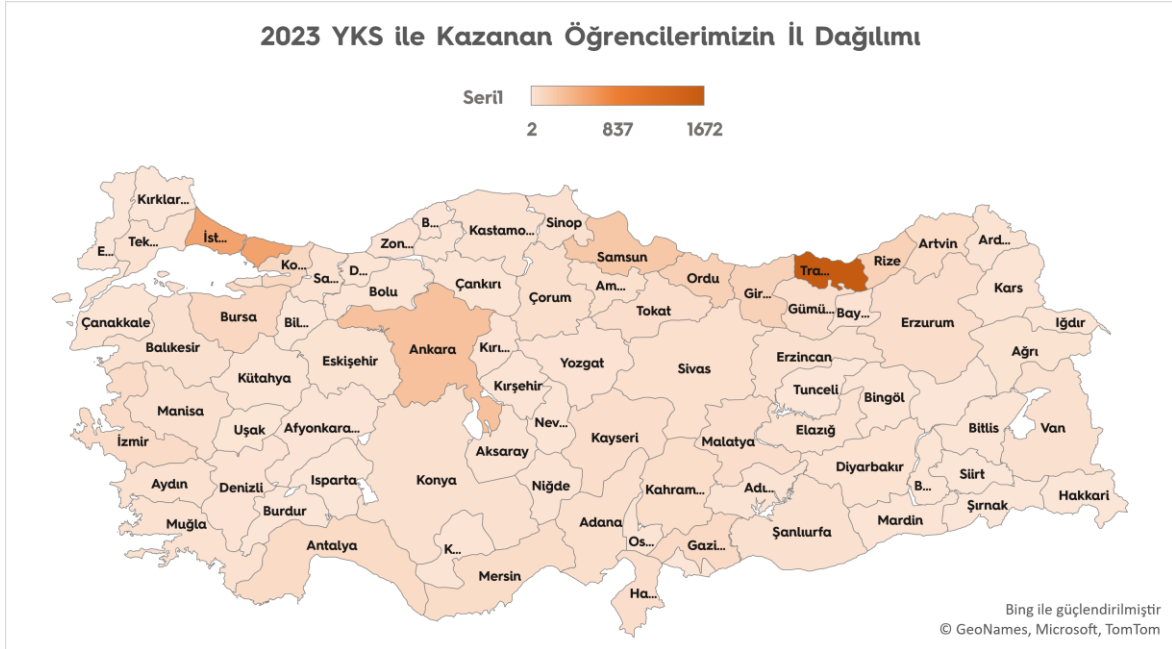 2023 YKS ile Kazanan Öğrencilerimizin İl Dağılımı
Seri1
2 837 1672
Kırklar...
E...
Tek...
İst...
Ko...
Sa...
D...
Zon...
B...
Kastamo...
Sinop
Samsun
Ordu
Gir...
Tra...
Rize
Artvin
Ard...
Kars
Bolu
Çankırı
Çorum
Am...
Tokat
Gümü...
Bay...
Erzurum
Iğdır
Çanakkale
Bursa
Bil...
Balıkesir
Eskişehir
Ankara
Kırı...
Yozgat
Sivas
Erzincan
Ağrı
Kütahya
Kırşehir
Tunceli
Bingöl
Manisa
Uşak
Afyonkara...
Nev...
Kayseri
Malatya
Elazığ
Bitlis
Van
İzmir
Aksaray
Aydın
Denizli
Isparta
Konya
Niğde
Kahram...
Adı...
Diyarbakır
B...
Siirt
Şırnak
Hakkari
Muğla
Burdur
Antalya
K...
Mersin
Adana
Os...
Gazi...
Şanlıurfa
Mardin
Ha...
Bing ile güçlendirilmiştir
© GeoNames, Microsoft, TomTom